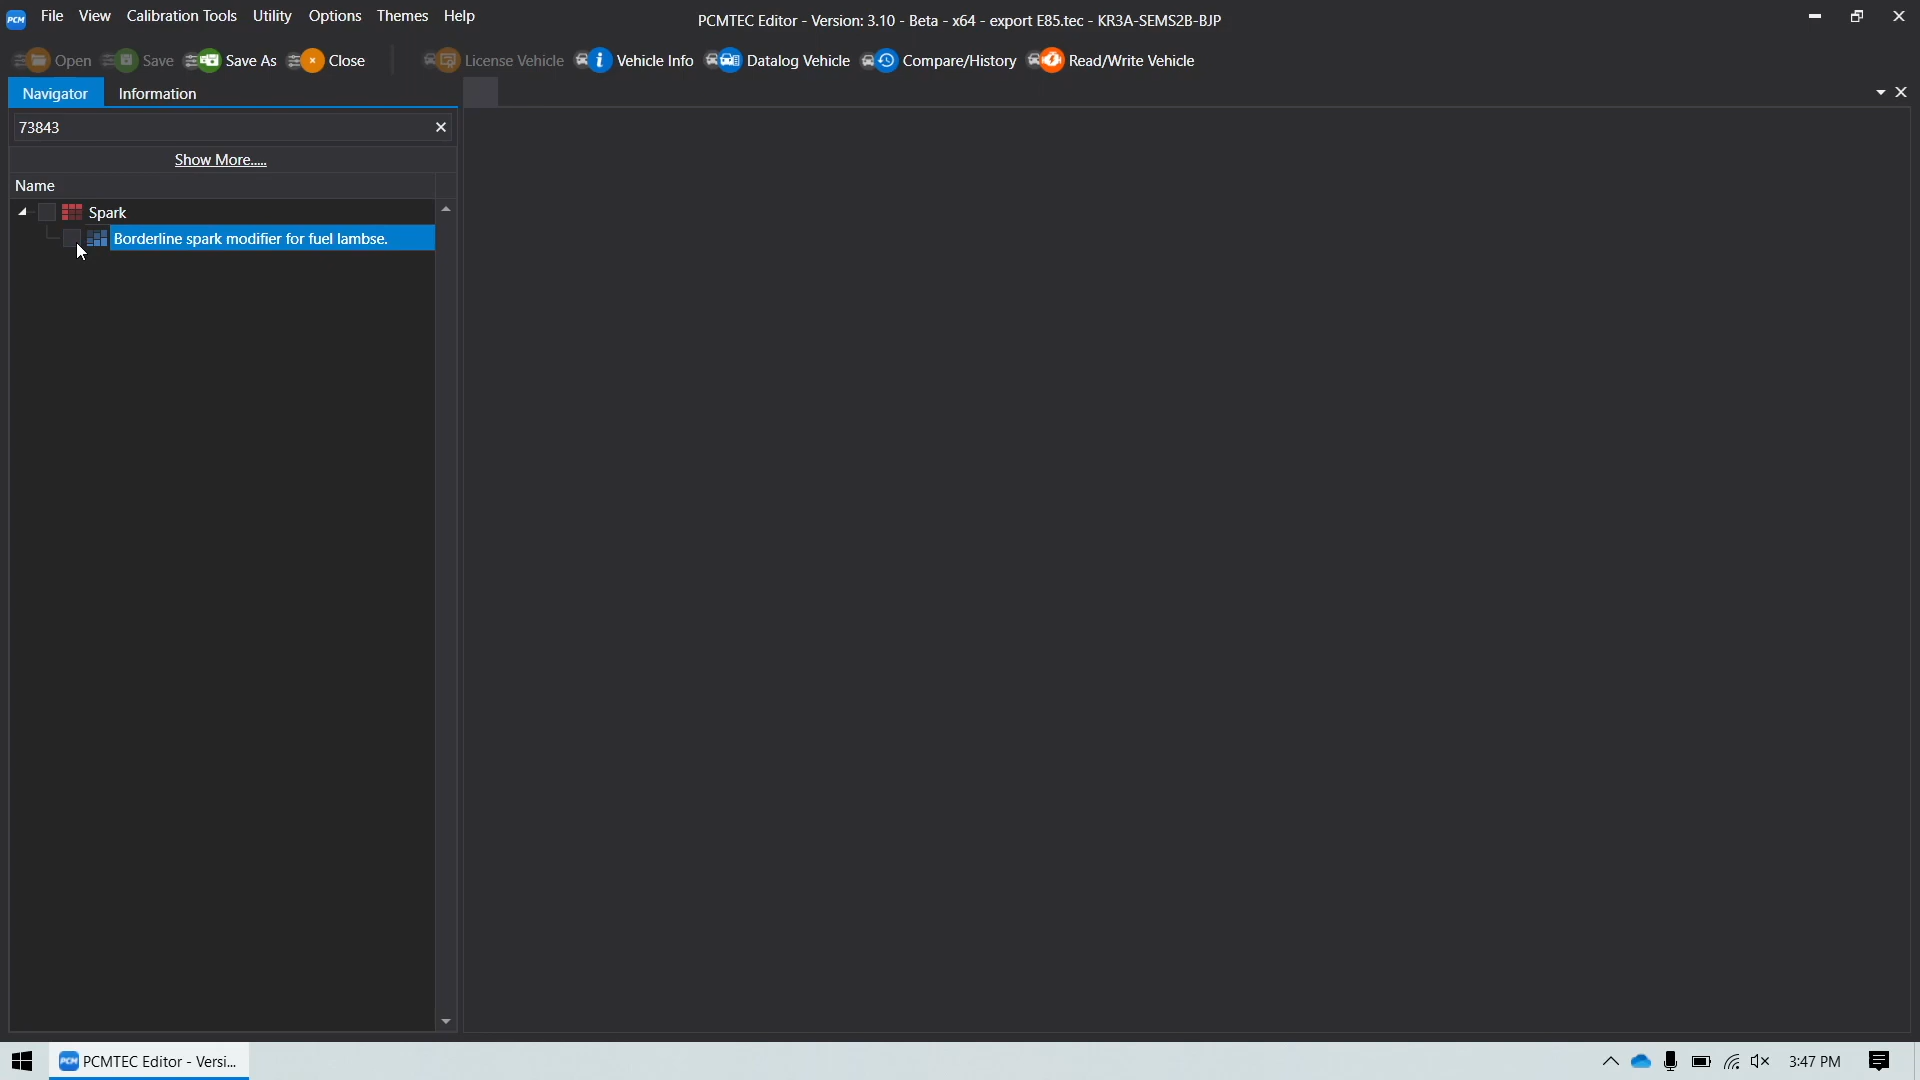 PCM File View Calibration Tools Utility Options Themes Help
PCMTEC Editor - Version: 3.10 - Beta - x64 - export E85.tec - KR3A-SEMS2B-BJP
Open Save Save As Close License Vehicle Vehicle Info Datalog Vehicle Compare/History Read/Write Vehicle
Navigator Information
73843
Show More.....
Name
Spark
Borderline spark modifier for fuel lambse.
PCM PCMTEC Editor - Versi... 3:47 PM